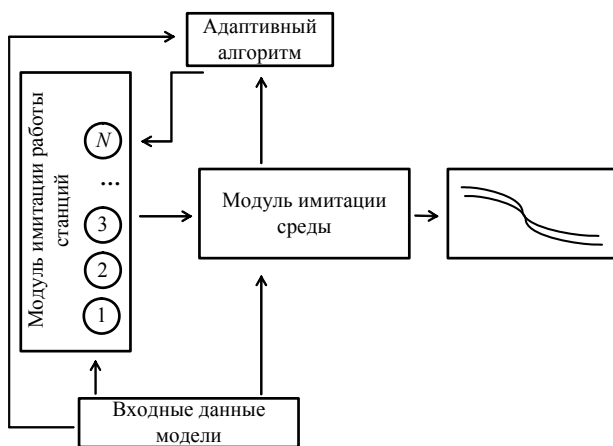 Адаптивный
алгоритм
Модуль имитации работы
станций
N
...
3
2
1
Модуль имитации
среды
Входные данные
модели